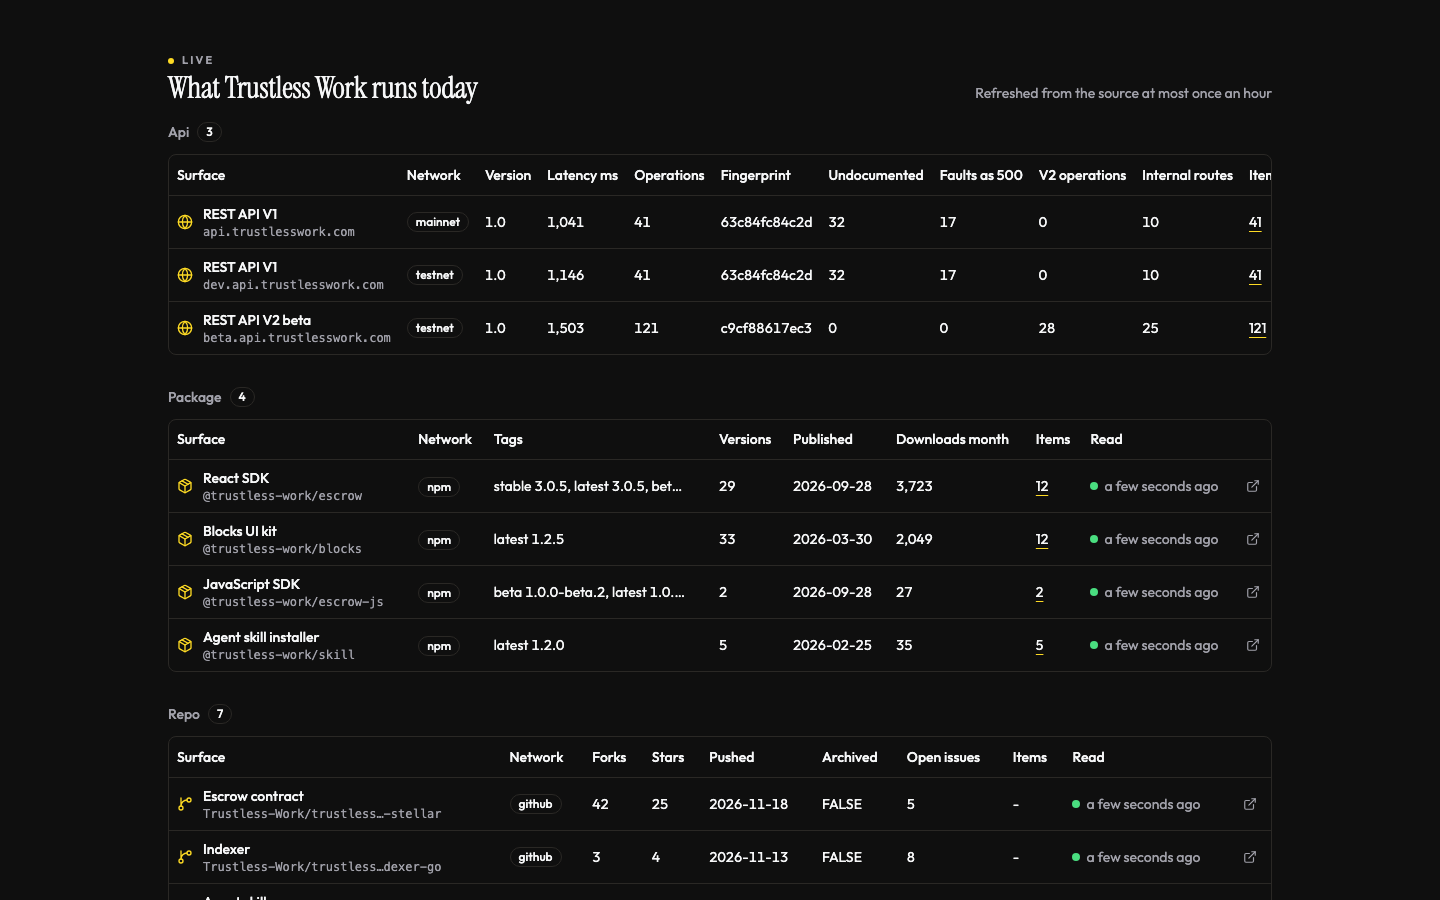 LIVE
What Trustless Work runs today
Refreshed from the source at most once an hour
Api 3
Surface Network Version Latency ms Operations Fingerprint Undocumented Faults as 500 V2 operations Internal routes
REST API V1 mainnet 1.0 1,041 41 63c84fc84c2d 32 17 0 10 41
api.trustlesswork.com
REST API V1 testnet 1.0 1,146 41 63c84fc84c2d 32 17 0 10 41
dev.api.trustlesswork.com
REST API V2 beta testnet 1.0 1,503 121 c9cf88617ec3 0 0 28 25 121
beta.api.trustlesswork.com
Package 4
Surface Network Tags Versions Published Downloads month Items Read
React SDK npm stable 3.0.5, latest 3.0.5, bet... 29 2026-09-28 3,723 12 a few seconds ago
@trustless-work/escrow
Blocks UI kit npm latest 1.2.5 33 2026-03-30 2,049 12 a few seconds ago
@trustless-work/blocks
JavaScript SDK npm beta 1.0.0-beta.2, latest 1.0.... 2 2026-09-28 27 2 a few seconds ago
@trustless-work/escrow-js
Agent skill installer npm latest 1.2.0 5 2026-02-25 35 5 a few seconds ago
@trustless-work/skill
Repo 7
Surface Network Forks Stars Pushed Archived Open issues Items Read
Escrow contract github 42 25 2026-11-18 FALSE 5 - a few seconds ago
Trustless-Work/trustless…-stellar
Indexer github 3 4 2026-11-13 FALSE 8 - a few seconds ago
Trustless-Work/trustless…dexer-go